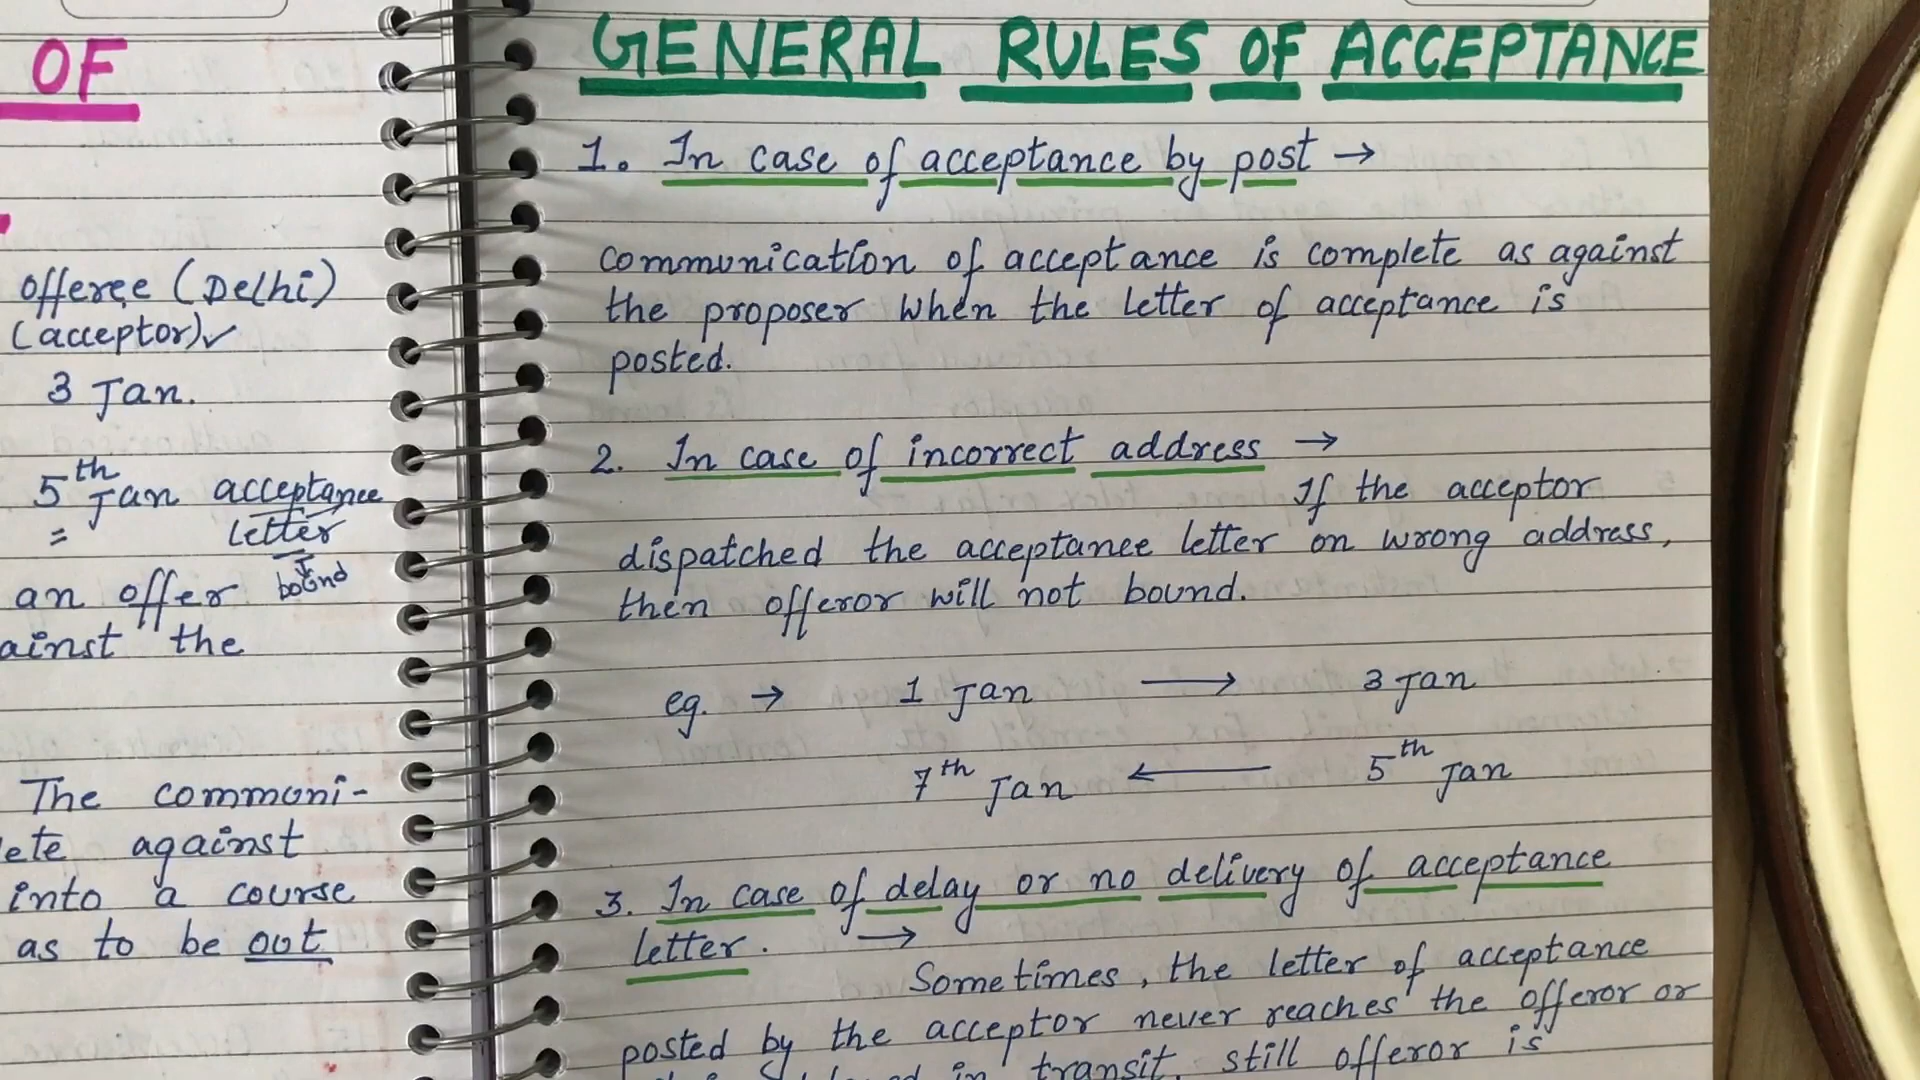 OF
offeree (Delhi)
(acceptor)✓
3 Jan.
5th Jan acceptance
= letter
bound
an offer
ainst the
The communi-
ete against
into a course
as to be out
GENERAL RULES OF ACCEPTANCE
1. In case of acceptance by post →
communication of acceptance is complete as against
the proposer when the letter of acceptance is
posted.
2. In case of incorrect address →
If the acceptor
dispatched the acceptance letter on wrong address,
then offeror will not bound.
eg. → 1 Jan → 3 Jan
7th Jan ← 5th Jan
3. In case of delay or no delivery of acceptance
letter. →
Sometimes, the letter of acceptance
posted by the acceptor never reaches the offeror or
in transit, still offeror is